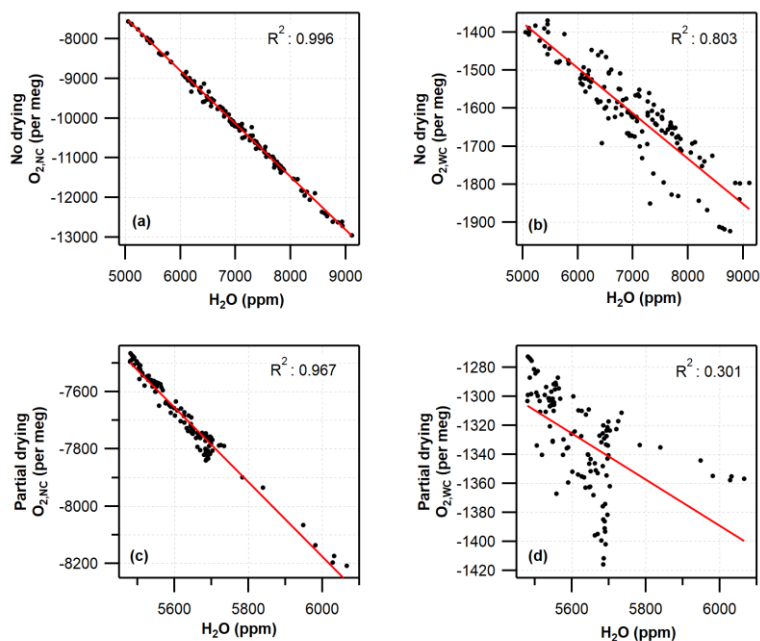 -8000
-9000
-10000
-11000
-12000
-13000
No drying
O2,NC (per meg)
R2 : 0.996
(a)
5000 6000 7000 8000 9000
H2O (ppm)
-1400
-1500
-1600
-1700
-1800
-1900
No drying
O2,WC (per meg)
R2 : 0.803
(b)
5000 6000 7000 8000 9000
H2O (ppm)
-7600
-7800
-8000
-8200
Partial drying
O2,NC (per meg)
R2 : 0.967
(c)
5600 5800 6000
H2O (ppm)
-1280
-1300
-1320
-1340
-1360
-1380
-1400
-1420
Partial drying
O2,WC (per meg)
R2 : 0.301
(d)
5600 5800 6000
H2O (ppm)